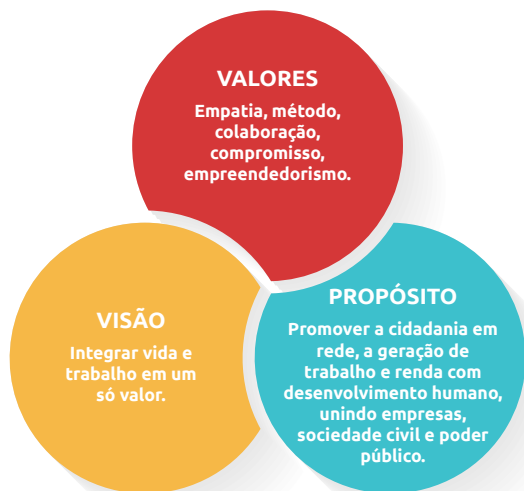 VALORES
Empatia, método,
colaboração,
compromisso,
empreendedorismo.
VISÃO
Integrar vida e
trabalho em um
só valor.
PROPÓSITO
Promover a cidadania em
rede, a geração de
trabalho e renda com
desenvolvimento humano,
unindo empresas,
sociedade civil e poder
público.